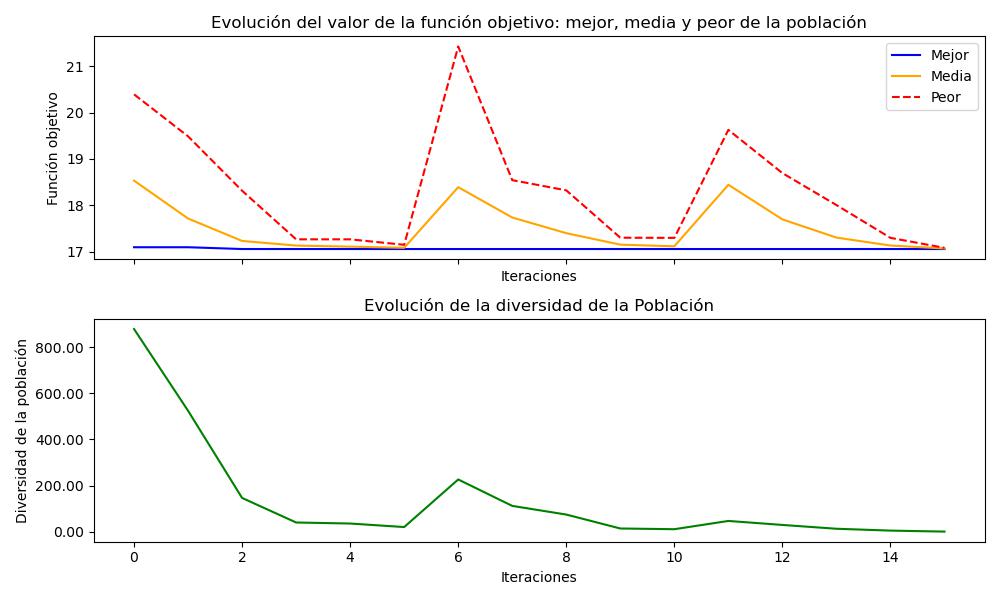 Evolución del valor de la función objetivo: mejor, media y peor de la población
Función objetivo
21
20
19
18
17
Mejor
Media
Peor
Iteraciones
Evolución de la diversidad de la Población
Diversidad de la población
800.00
600.00
400.00
200.00
0.00
0 2 4 6 8 10 12 14
Iteraciones